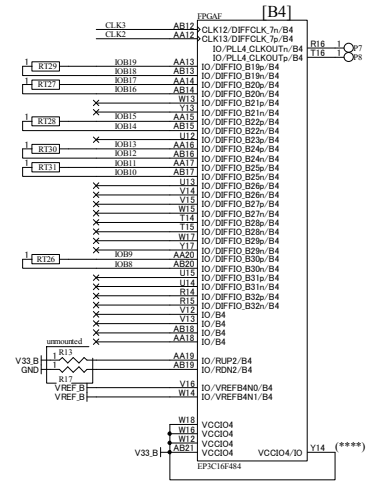 FPGAF [B4]
CLK3 AB12 CLK12/DIFFCLK_7n/B4
CLK2 AA12 CLK13/DIFFCLK_7p/B4
IO/PLL4_CLKOUTn/B4 R16 1 P7
IO/PLL4_CLKOUTp/B4 T16 1 P8
1 RT29 IOB19 AA13 IO/DIFFIO_B19p/B4
IOB18 AB13 IO/DIFFIO_B19n/B4
1 RT27 IOB17 AA14 IO/DIFFIO_B20p/B4
IOB16 AB14 IO/DIFFIO_B20n/B4
W13 IO/DIFFIO_B21p/B4
Y13 IO/DIFFIO_B21n/B4
1 RT28 IOB15 AA15 IO/DIFFIO_B22p/B4
IOB14 AB15 IO/DIFFIO_B22n/B4
U12 IO/DIFFIO_B23p/B4
1 RT30 IOB13 AA16 IO/DIFFIO_B24p/B4
IOB12 AB16 IO/DIFFIO_B24n/B4
1 RT31 IOB11 AA17 IO/DIFFIO_B25p/B4
IOB10 AB17 IO/DIFFIO_B25n/B4
U13 IO/DIFFIO_B26p/B4
V14 IO/DIFFIO_B26n/B4
V15 IO/DIFFIO_B27p/B4
W15 IO/DIFFIO_B27n/B4
T14 IO/DIFFIO_B28p/B4
T15 IO/DIFFIO_B28n/B4
W17 IO/DIFFIO_B29p/B4
Y17 IO/DIFFIO_B29n/B4
1 RT26 IOB9 AA20 IO/DIFFIO_B30p/B4
IOB8 AB20 IO/DIFFIO_B30n/B4
U15 IO/DIFFIO_B31p/B4
U14 IO/DIFFIO_B31n/B4
R14 IO/DIFFIO_B32p/B4
R15 IO/DIFFIO_B32n/B4
V12 IO/B4
V13 IO/B4
AB18 IO/B4
AA18 IO/B4
unmounted
R13
V33_B 1 AA19 IO/RUP2/B4
GND 1 AB19 IO/RDN2/B4
R17
VREF_B V16 IO/VREFB4N0/B4
VREF_B W14 IO/VREFB4N1/B4
W18 VCCIO4
W16 VCCIO4
W12 VCCIO4
V33_B AB21 VCCIO4 VCCIO4/IO Y14 (****)
EP3C16F484